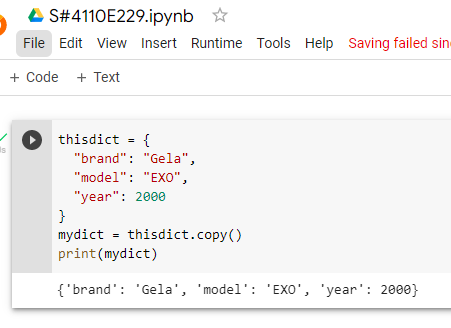 S#4110E229.ipynb
File Edit View Insert Runtime Tools Help Saving failed sin
+ Code + Text
thisdict = {
  "brand": "Gela",
  "model": "EXO",
  "year": 2000
}
mydict = thisdict.copy()
print(mydict)
{'brand': 'Gela', 'model': 'EXO', 'year': 2000}